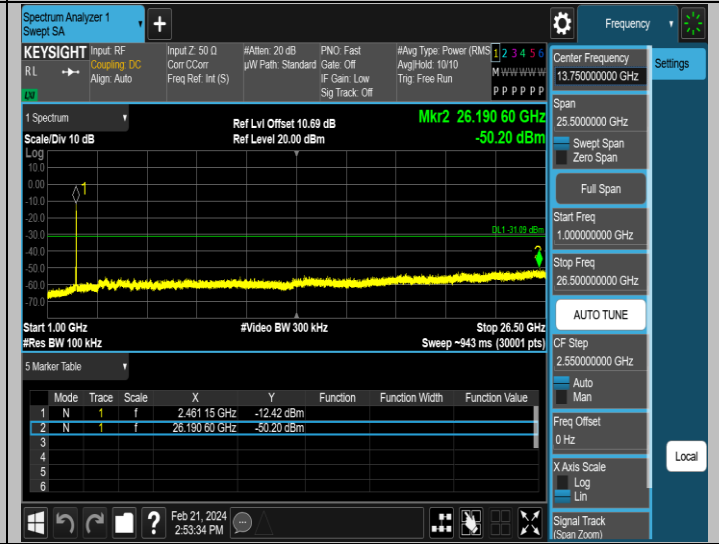 Spectrum Analyzer 1
Swept SA
Frequency
KEYSIGHT
RL
Input: RF
Coupling: DC
Align: Auto
Input Z: 50 Ω
Corr CCorr
Freq Ref: Int (S)
#Atten: 20 dB
µW Path: Standard
PNO: Fast
Gate: Off
IF Gain: Low
Sig Track: Off
#Avg Type: Power (RMS
Avg|Hold: 10/10
Trig: Free Run
1 2 3 4 5 6
M W W W W W
P P P P P P
1 Spectrum
Scale/Div 10 dB
Ref Lvl Offset 10.69 dB
Ref Level 20.00 dBm
Mkr2 26.190 60 GHz
-50.20 dBm
Log
10.0
0.00
-10.0
-20.0
-30.0
-40.0
-50.0
-60.0
-70.0
1
2
DL1 -31.09 dBm
Start 1.00 GHz
#Res BW 100 kHz
#Video BW 300 kHz
Stop 26.50 GHz
Sweep ~943 ms (30001 pts)
5 Marker Table
Mode Trace Scale X Y Function Function Width Function Value
1 N 1 f 2.461 15 GHz -12.42 dBm
2 N 1 f 26.190 60 GHz -50.20 dBm
3
4
5
6
Feb 21, 2024
2:53:34 PM
Center Frequency
13.750000000 GHz
Settings
Span
25.5000000 GHz
Swept Span
Zero Span
Full Span
Start Freq
1.000000000 GHz
Stop Freq
26.500000000 GHz
AUTO TUNE
CF Step
2.550000000 GHz
Auto
Man
Freq Offset
0 Hz
X Axis Scale
Log
Lin
Local
Signal Track
(Span Zoom)